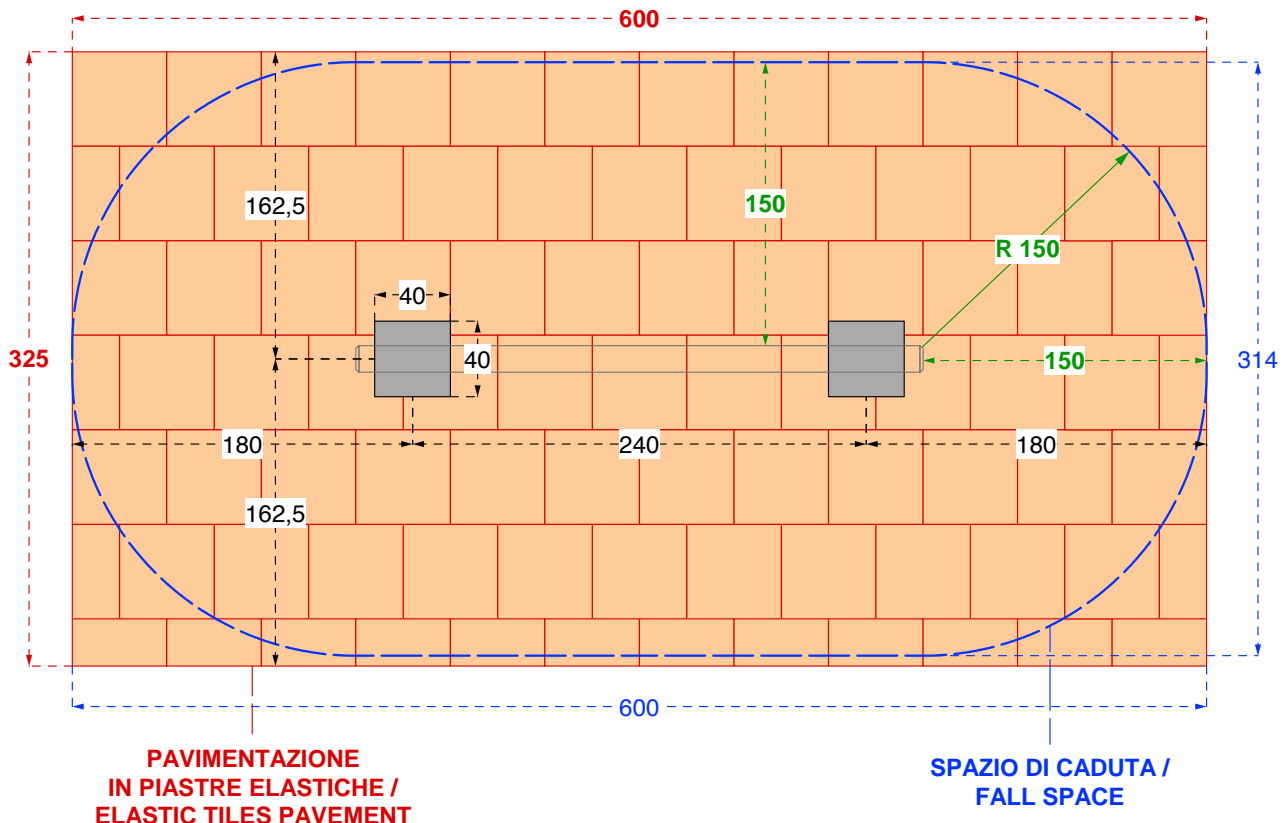 600
162,5
150
R 150
40
325
40
150
314
180
240
180
162,5
600
PAVIMENTAZIONE
IN PIASTRE ELASTICHE /
ELASTIC TILES PAVEMENT
SPAZIO DI CADUTA /
FALL SPACE